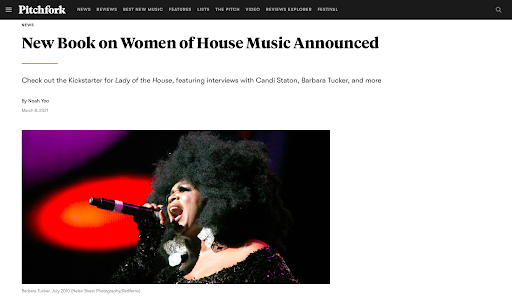 Pitchfork NEWS REVIEWS BEST NEW MUSIC FEATURES LISTS THE PITCH VIDEO REVIEWS EXPLORER FESTIVAL
NEWS
New Book on Women of House Music Announced
Check out the Kickstarter for Lady of the House, featuring interviews with Candi Staton, Barbara Tucker, and more
By Noah Yoo
March 8, 2021
Barbara Tucker, July 2010 (Helen Boast Photography/Redferns)